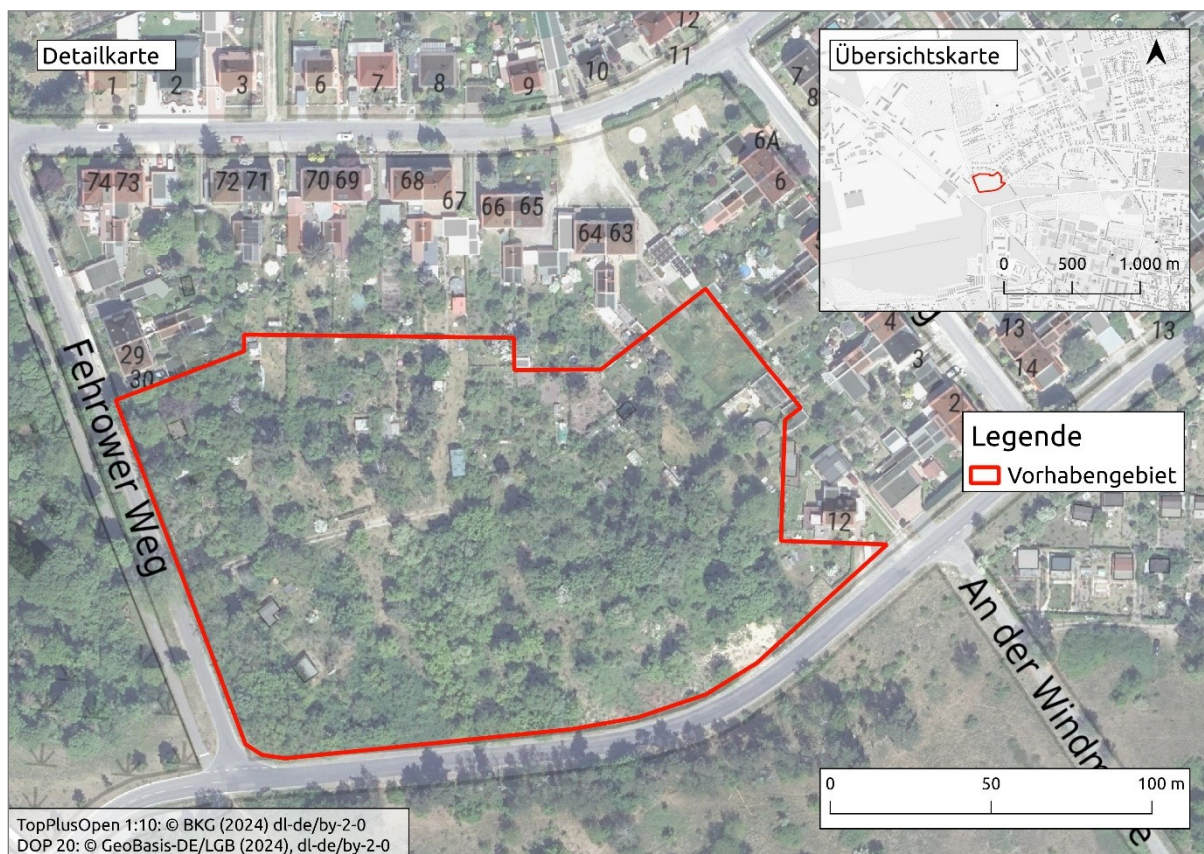 Detailkarte
Übersichtskarte
0 500 1.000 m
1 2 3 6 7 8 9 10 11 12
7
8
74 73 72 71 70 69 68 67 66 65 64 63
6A
6
29
30
4
3
2
13
14
13
12
Fehrower Weg
An der Windm
Legende
Vorhabengebiet
0 50 100 m
TopPlusOpen 1:10: © BKG (2024) dl-de/by-2-0
DOP 20: © GeoBasis-DE/LGB (2024), dl-de/by-2-0